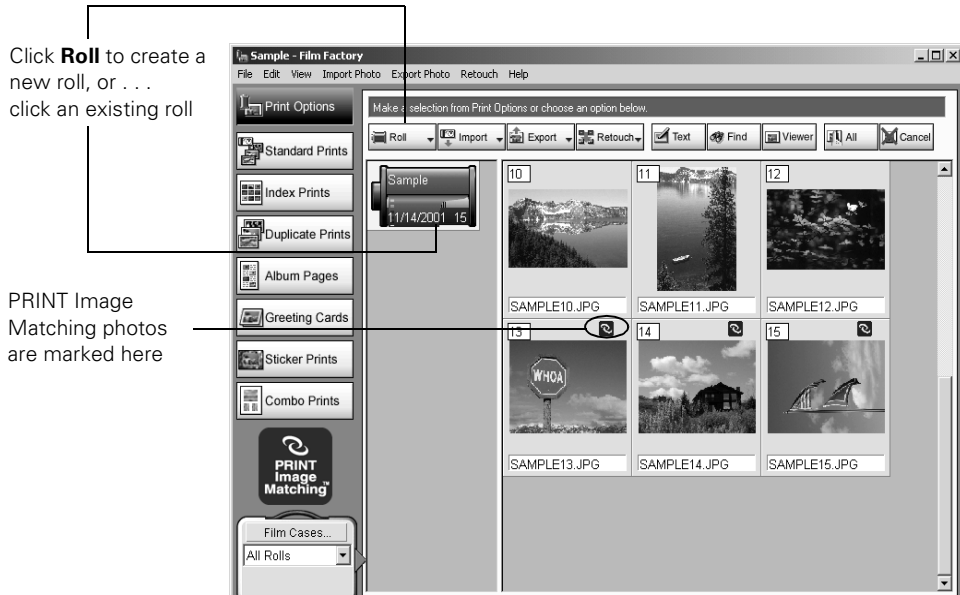 Click Roll to create a
new roll, or . . .
click an existing roll
PRINT Image
Matching photos
are marked here
Sample - Film Factory
File Edit View Import Photo Export Photo Retouch Help
Print Options
Make a selection from Print Options or choose an option below.
Roll Import Export Retouch Text Find Viewer All Cancel
Standard Prints
Index Prints
Duplicate Prints
Album Pages
Greeting Cards
Sticker Prints
Combo Prints
PRINT
Image
Matching™
Film Cases...
All Rolls
Sample
11/14/2001 15
10 11 12
SAMPLE10.JPG SAMPLE11.JPG SAMPLE12.JPG
13 14 15
WHOA
SAMPLE13.JPG SAMPLE14.JPG SAMPLE15.JPG